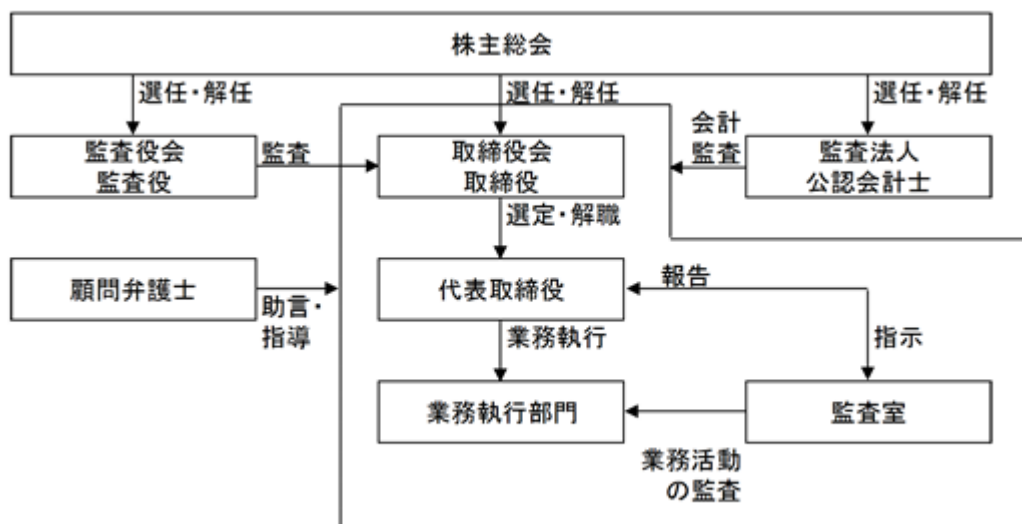 株主総会
選任・解任
選任・解任
選任・解任
監査役会
監査役
監査
取締役会
取締役
会計
監査
監査法人
公認会計士
選定・解職
顧問弁護士
助言・
指導
代表取締役
報告
業務執行
指示
業務執行部門
監査室
業務活動
の監査